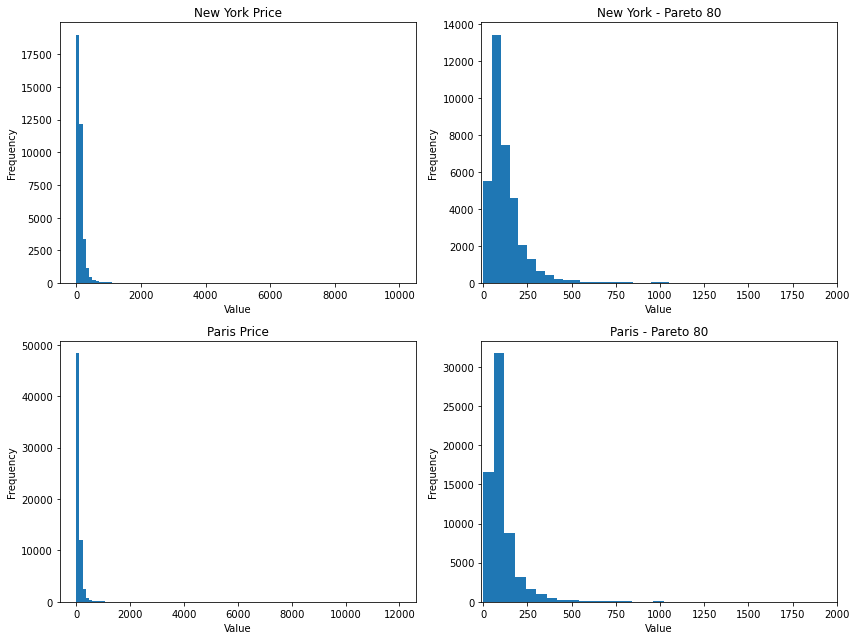 New York Price
17500
15000
12500
10000
7500
5000
2500
0
Frequency
0 2000 4000 6000 8000 10000
Value
New York - Pareto 80
14000
12000
10000
8000
6000
4000
2000
0
Frequency
0 250 500 750 1000 1250 1500 1750 2000
Value
Paris Price
50000
40000
30000
20000
10000
0
Frequency
0 2000 4000 6000 8000 10000 12000
Value
Paris - Pareto 80
30000
25000
20000
15000
10000
5000
0
Frequency
0 250 500 750 1000 1250 1500 1750 2000
Value